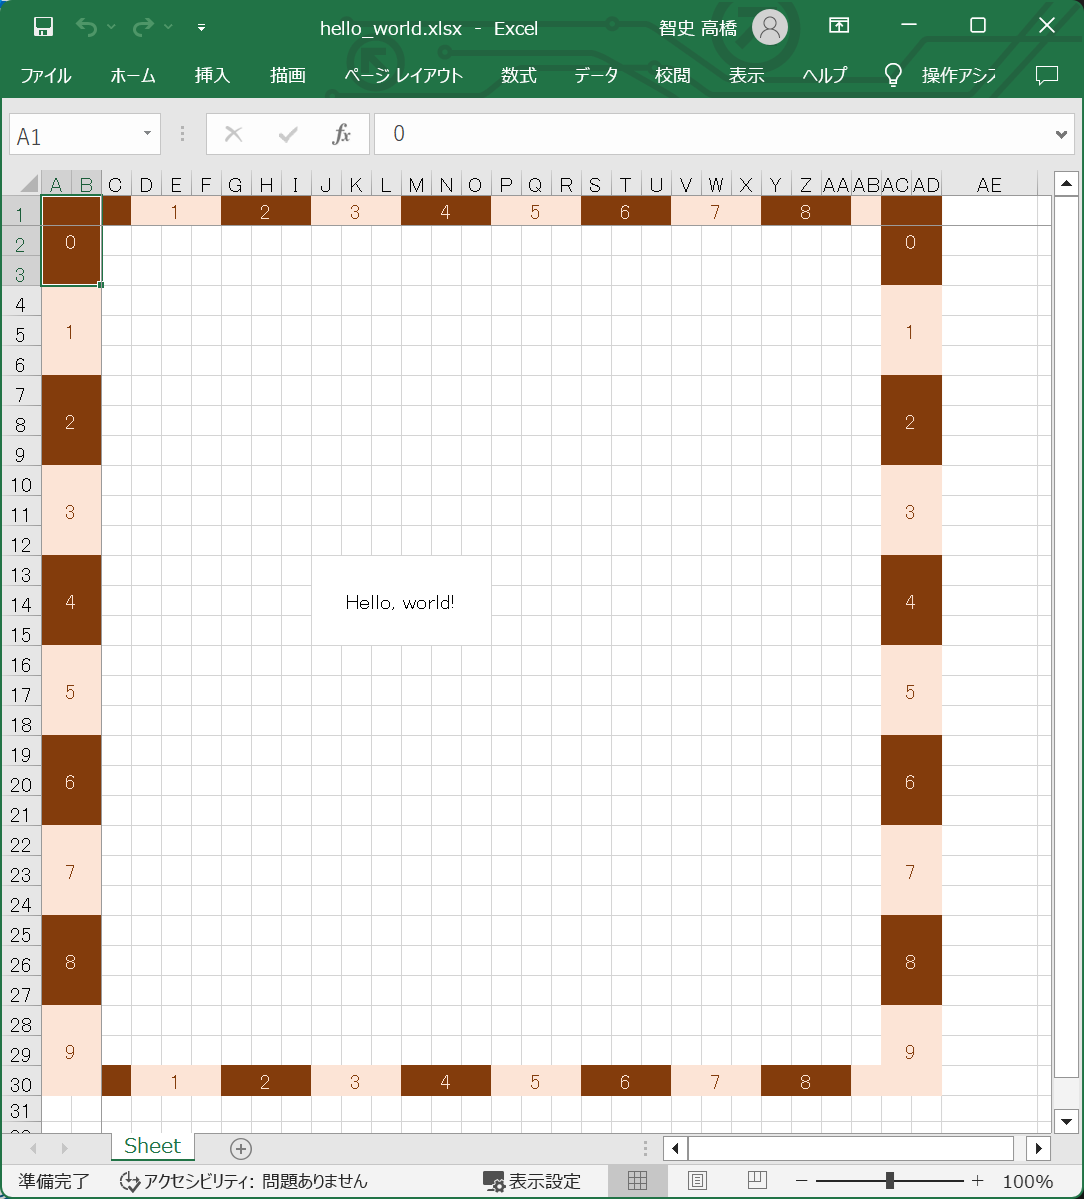 hello_world.xlsx - Excel 智史 高橋
ファイル ホーム 挿入 描画 ページ レイアウト 数式 データ 校閲 表示 ヘルプ 操作アシス
A1 fx 0
A B C D E F G H I J K L M N O P Q R S T U V W X Y Z AA AB AC AD AE
1 1 2 3 4 5 6 7 8
2 0 0
3
4
5 1 1
6
7
8 2 2
9
10
11 3 3
12
13
14 4 Hello, world! 4
15
16
17 5 5
18
19
20 6 6
21
22
23 7 7
24
25
26 8 8
27
28
29 9 9
30 1 2 3 4 5 6 7 8
31
Sheet
準備完了 アクセシビリティ: 問題ありません 表示設定 100%